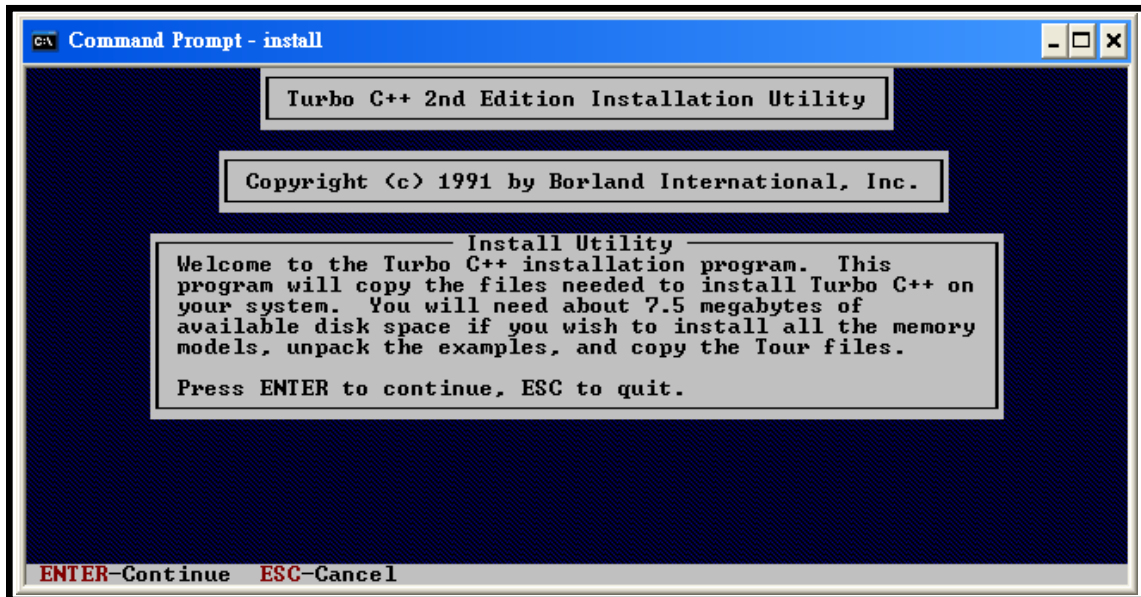 Command Prompt - install
Turbo C++ 2nd Edition Installation Utility
Copyright (c) 1991 by Borland International, Inc.
Install Utility
Welcome to the Turbo C++ installation program.  This
program will copy the files needed to install Turbo C++ on
your system.  You will need about 7.5 megabytes of
available disk space if you wish to install all the memory
models, unpack the examples, and copy the Tour files.
Press ENTER to continue, ESC to quit.
ENTER-Continue  ESC-Cancel